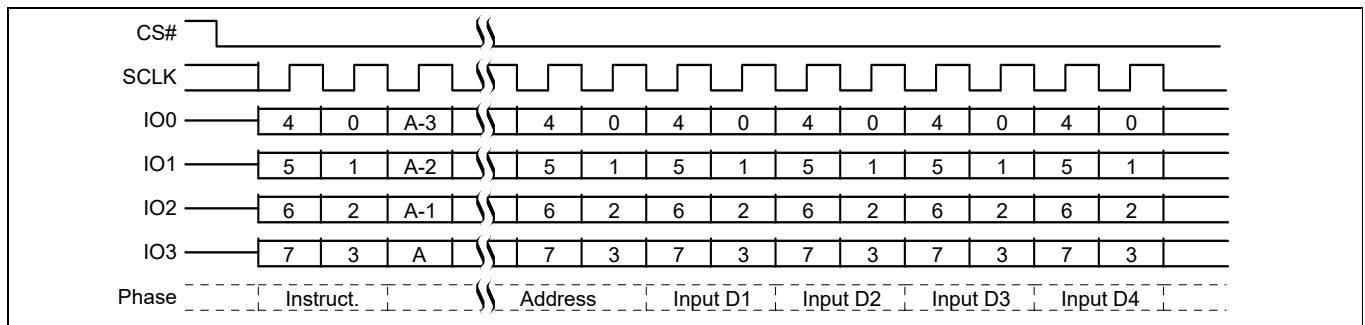 CS#
SCLK
IO0 4 0 A-3 4 0 4 0 4 0 4 0 4 0
IO1 5 1 A-2 5 1 5 1 5 1 5 1 5 1
IO2 6 2 A-1 6 2 6 2 6 2 6 2 6 2
IO3 7 3 A 7 3 7 3 7 3 7 3 7 3
Phase Instruct. Address Input D1 Input D2 Input D3 Input D4